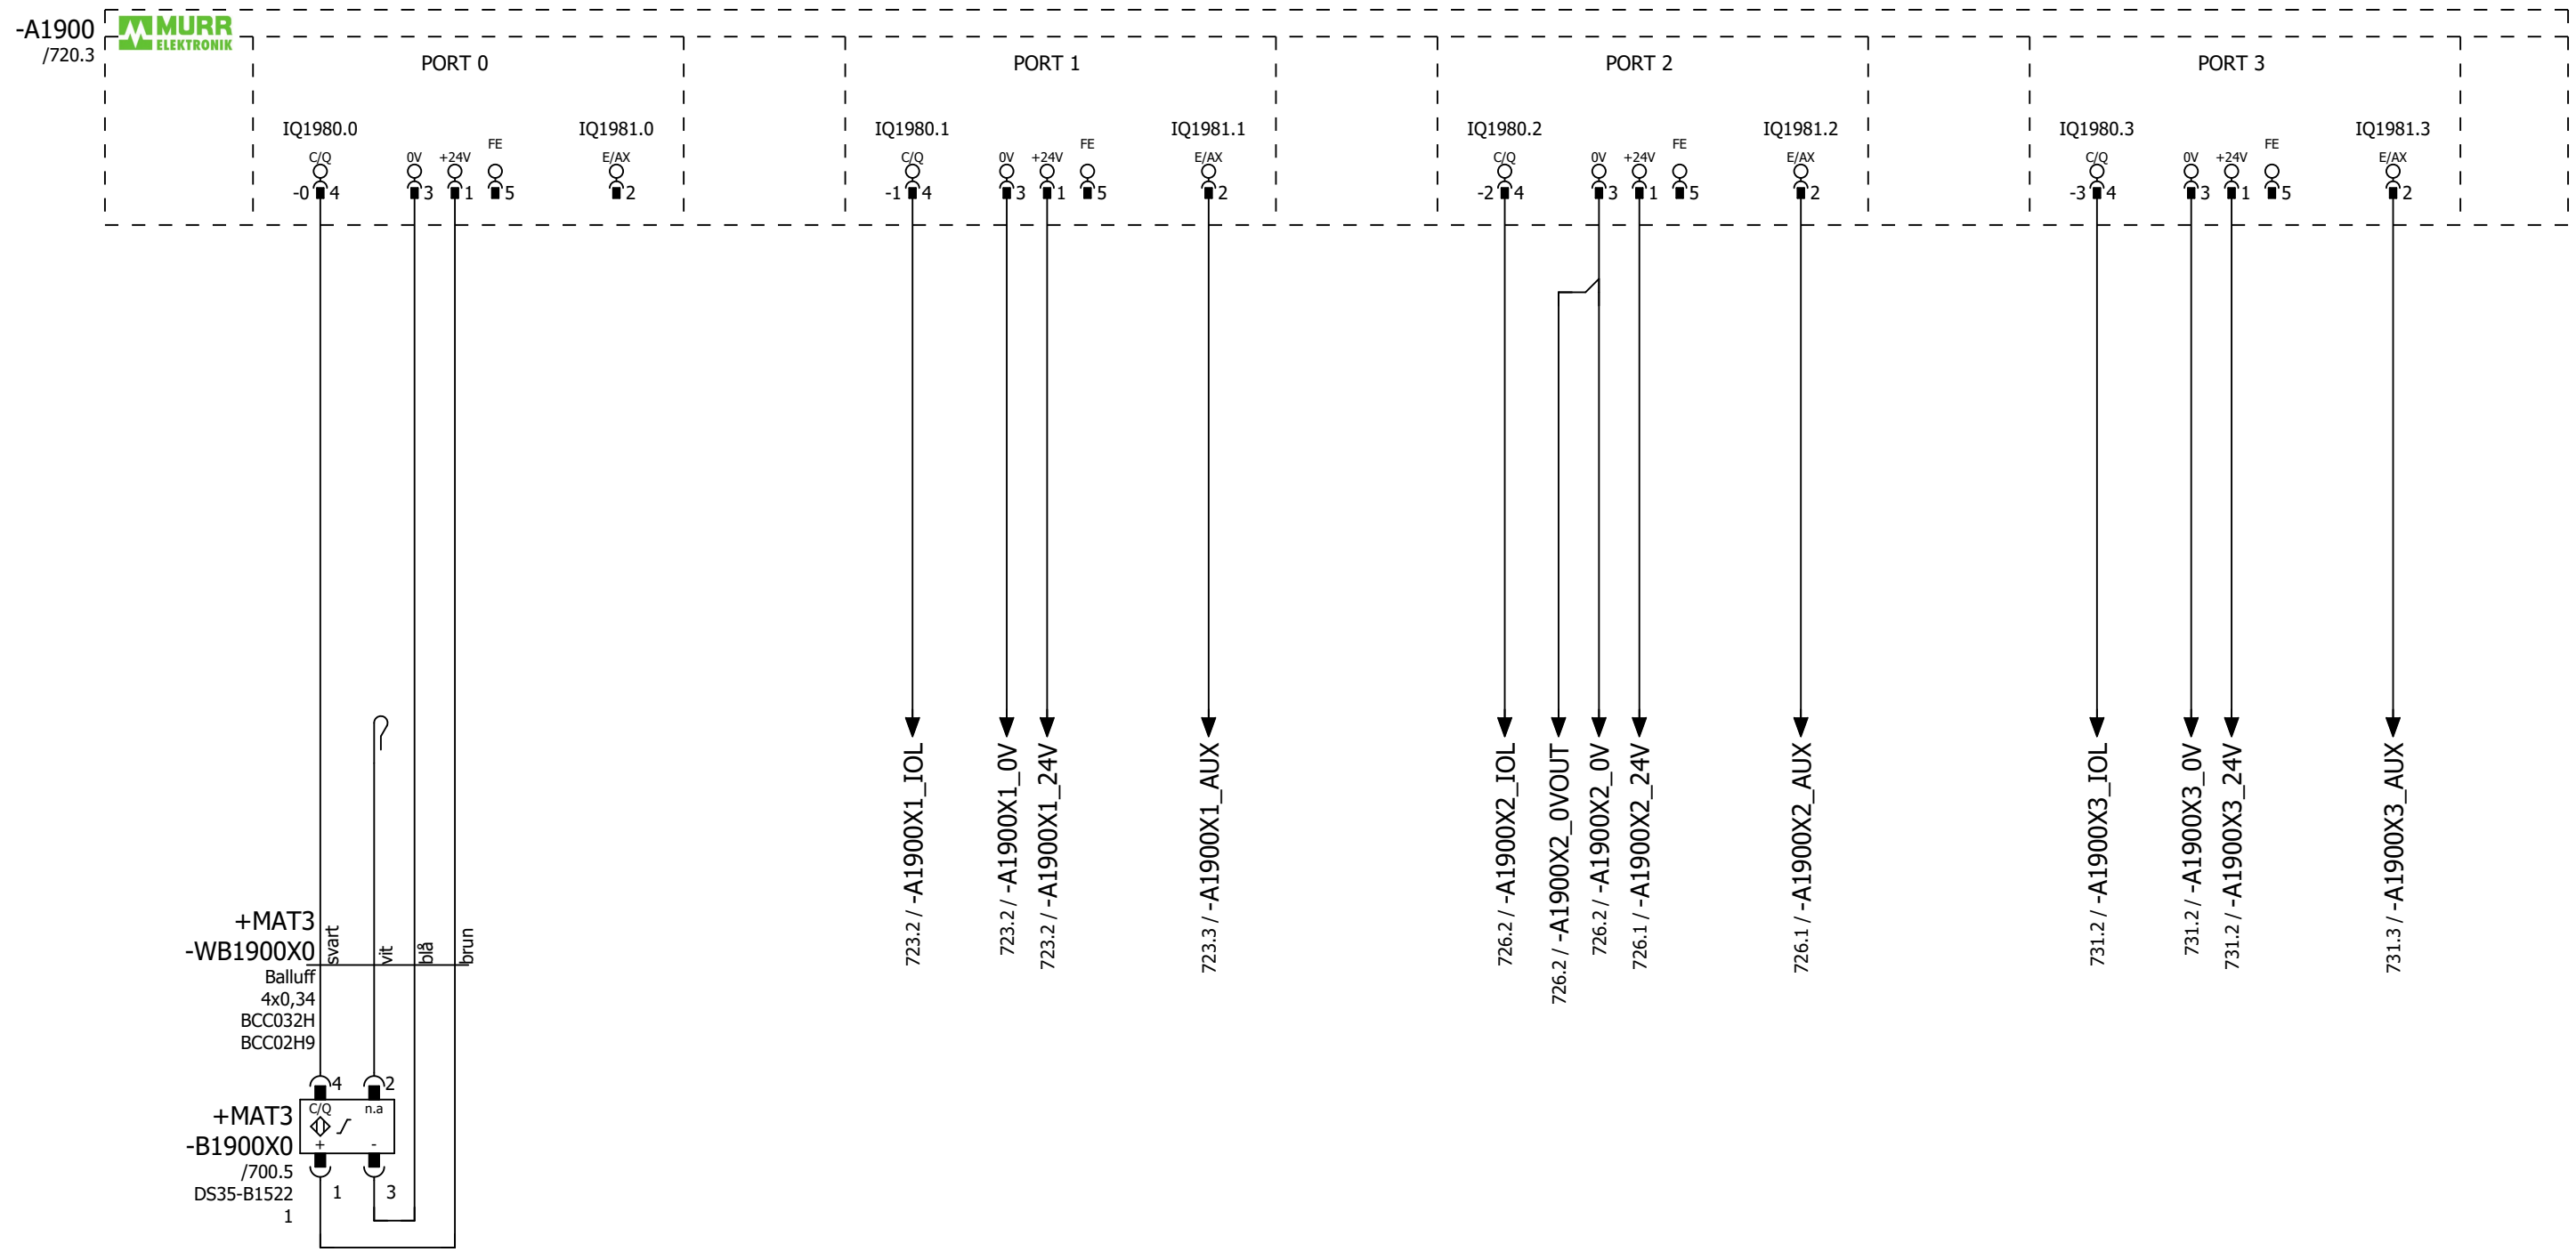 -A1900
/720.3
MURR
ELEKTRONIK
PORT 0
IQ1980.0
IQ1981.0
C/Q
0V
+24V
FE
E/AX
-0
4
3
1
5
2
PORT 1
IQ1980.1
IQ1981.1
C/Q
0V
+24V
FE
E/AX
-1
4
3
1
5
2
PORT 2
IQ1980.2
IQ1981.2
C/Q
0V
+24V
FE
E/AX
-2
4
3
1
5
2
PORT 3
IQ1980.3
IQ1981.3
C/Q
0V
+24V
FE
E/AX
-3
4
3
1
5
2
723.2 / -A1900X1_IOL
723.2 / -A1900X1_0V
723.2 / -A1900X1_24V
723.3 / -A1900X1_AUX
726.2 / -A1900X2_IOL
726.2 / -A1900X2_0VOUT
726.2 / -A1900X2_0V
726.1 / -A1900X2_24V
726.1 / -A1900X2_AUX
731.2 / -A1900X3_IOL
731.2 / -A1900X3_0V
731.2 / -A1900X3_24V
731.3 / -A1900X3_AUX
+MAT3
-WB1900X0
Balluff
4x0,34
BCC032H
BCC02H9
svart
vit
blå
brun
4
2
C/Q
n.a
+
-
+MAT3
-B1900X0
/700.5
DS35-B1522
1
1
3